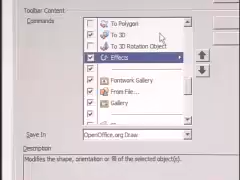 Toolbar Content
Commands
To Polygon
To 3D
To 3D Rotation Object
Effects
Fontwork Gallery
From File...
Gallery
Save In
OpenOffice.org Draw
Description
Modifies the shape, orientation or fill of the selected object(s).